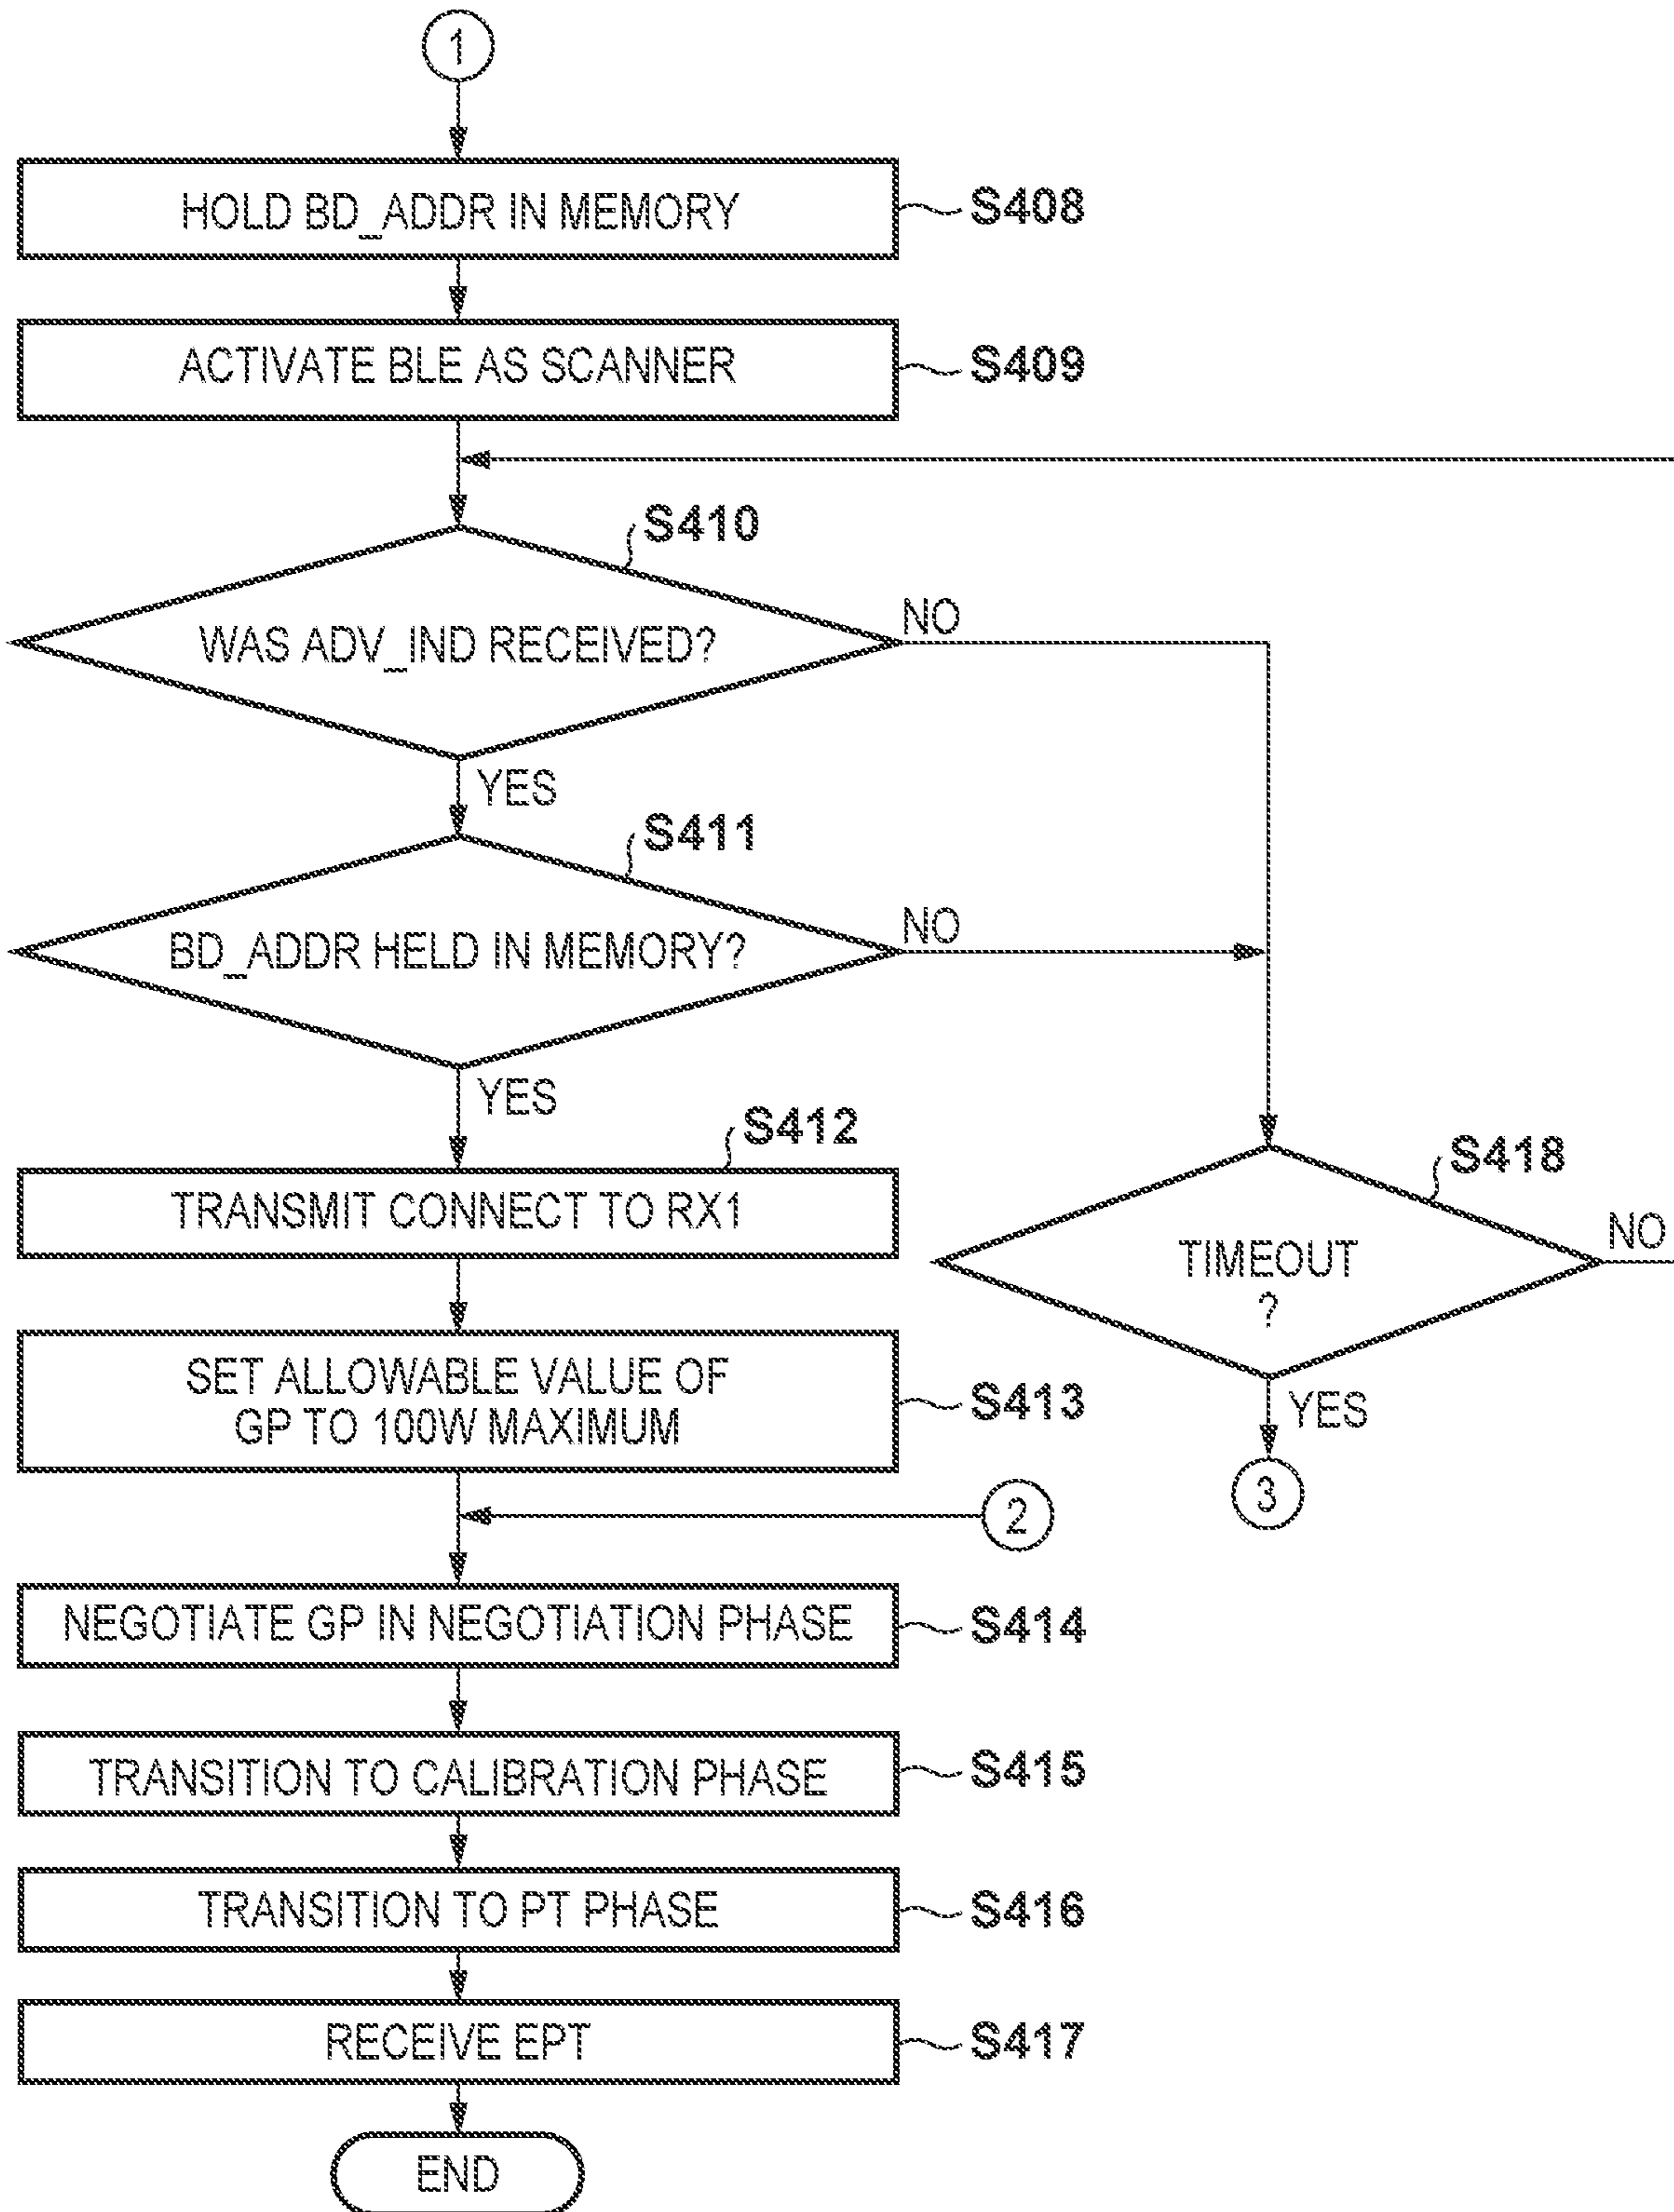 1
HOLD BD_ADDR IN MEMORY
S408
ACTIVATE BLE AS SCANNER
S409
S410
WAS ADV_IND RECEIVED?
NO
YES
S411
BD_ADDR HELD IN MEMORY?
NO
YES
S412
TRANSMIT CONNECT TO RX1
S418
TIMEOUT
?
NO
YES
3
SET ALLOWABLE VALUE OF
GP TO 100W MAXIMUM
S413
2
NEGOTIATE GP IN NEGOTIATION PHASE
S414
TRANSITION TO CALIBRATION PHASE
S415
TRANSITION TO PT PHASE
S416
RECEIVE EPT
S417
END